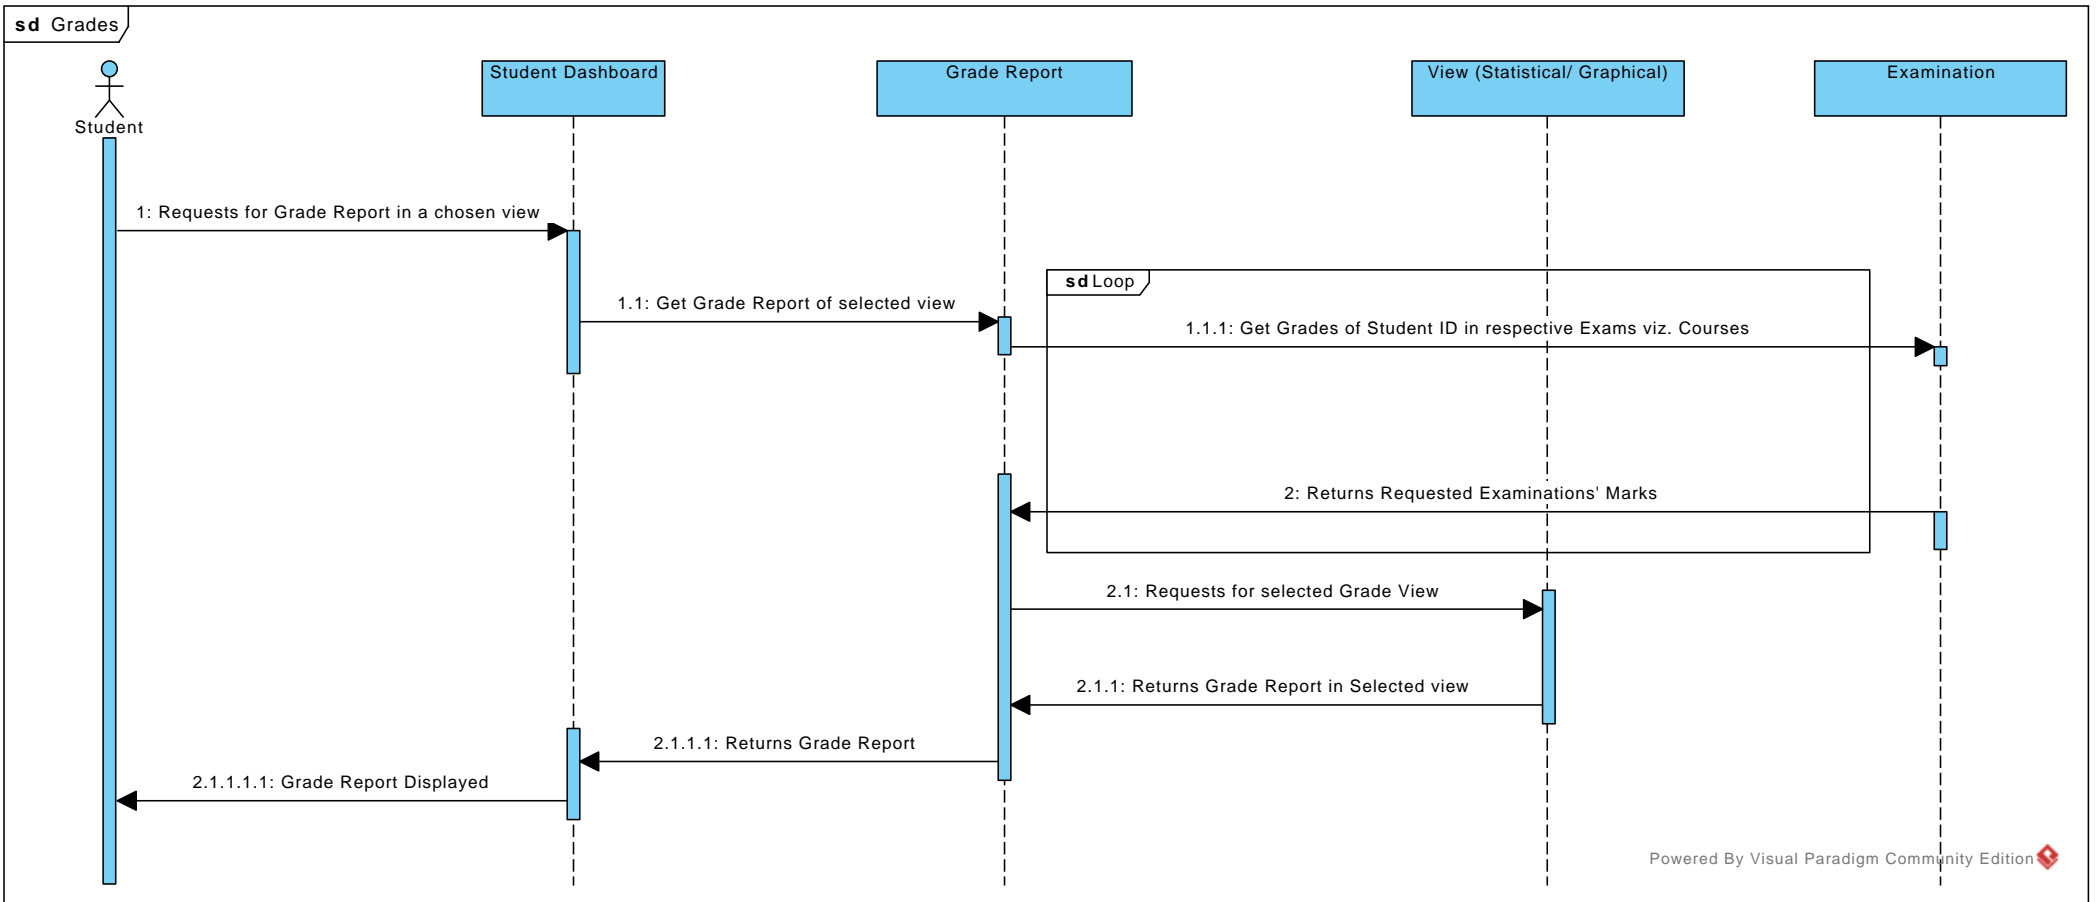 sd Grades
Student
Student Dashboard
Grade Report
View (Statistical/ Graphical)
Examination
1: Requests for Grade Report in a chosen view
sd Loop
1.1: Get Grade Report of selected view
1.1.1: Get Grades of Student ID in respective Exams viz. Courses
2: Returns Requested Examinations' Marks
2.1: Requests for selected Grade View
2.1.1: Returns Grade Report in Selected view
2.1.1.1: Returns Grade Report
2.1.1.1.1: Grade Report Displayed
Powered By Visual Paradigm Community Edition